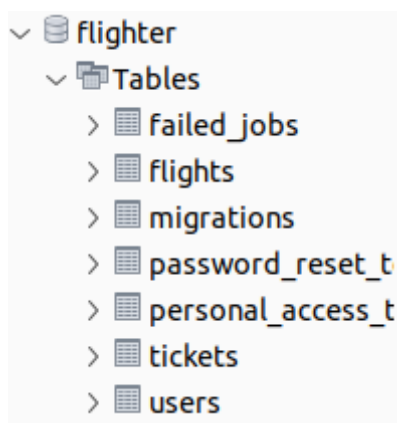 flighter
Tables
failed_jobs
flights
migrations
password_reset_t
personal_access_t
tickets
users